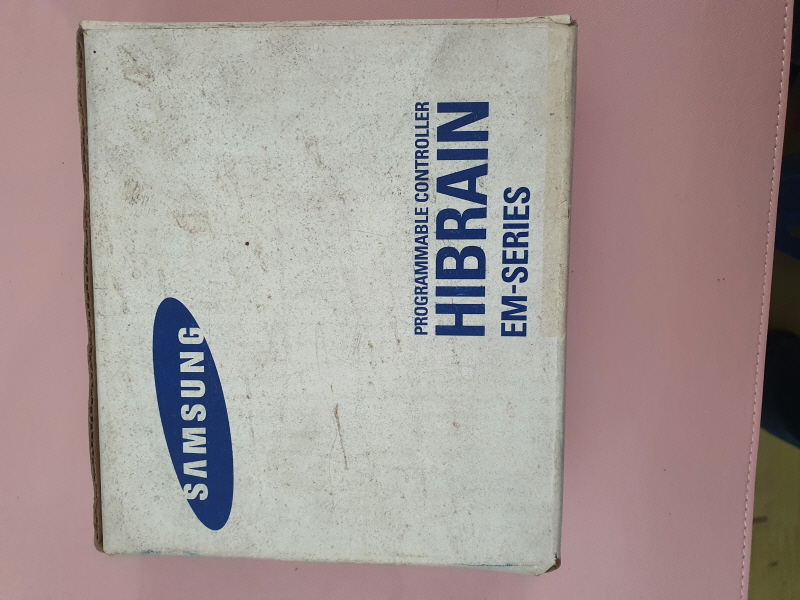 SAMSUNG
PROGRAMMABLE CONTROLLER
HIBRAIN
EM-SERIES